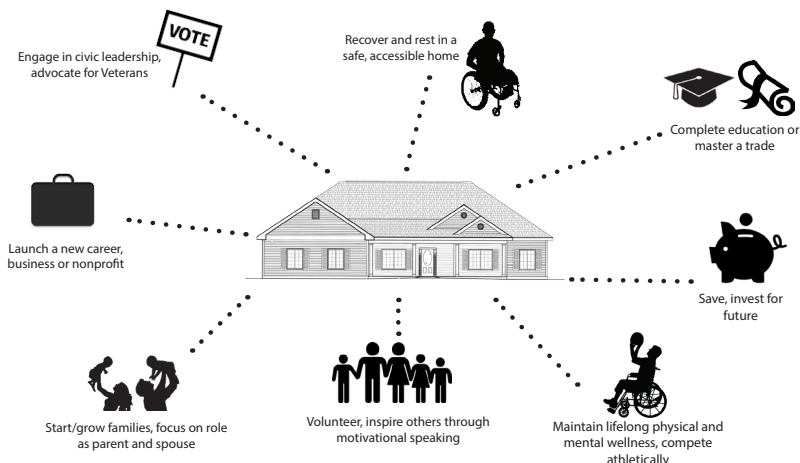 VOTE
Engage in civic leadership,
advocate for Veterans
Recover and rest in a
safe, accessible home
Complete education or
master a trade
Launch a new career,
business or nonprofit
Save, invest for
future
Start/grow families, focus on role
as parent and spouse
Volunteer, inspire others through
motivational speaking
Maintain lifelong physical and
mental wellness, compete
athletically